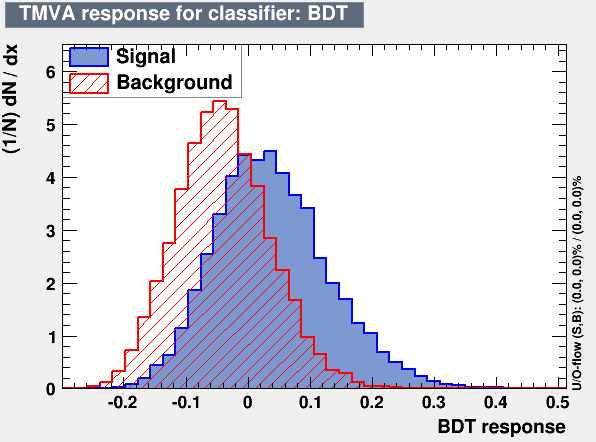 TMVA response for classifier: BDT
(1/N) dN / dx
Signal
Background
6
5
4
3
2
1
0
-0.2 -0.1 0 0.1 0.2 0.3 0.4 0.5
BDT response
U/O-flow (S,B): (0.0, 0.0)% / (0.0, 0.0)%